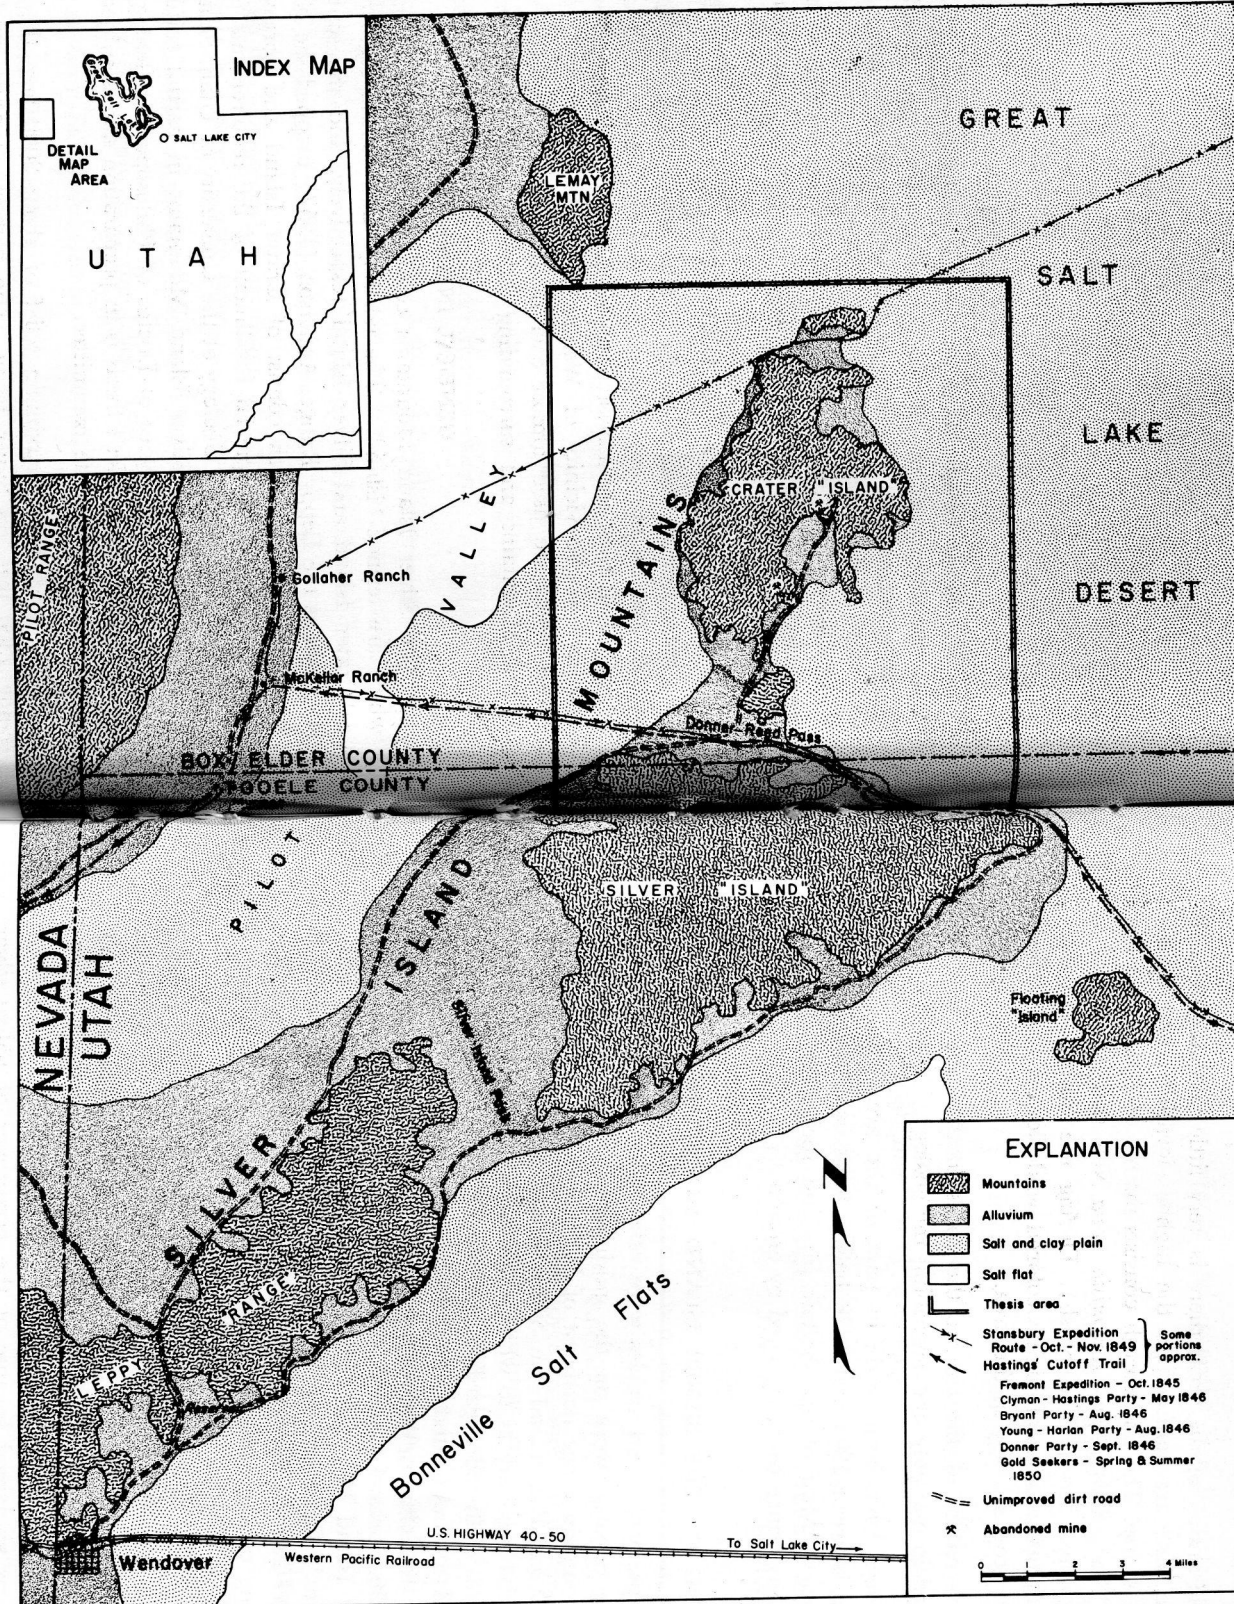 INDEX MAP
GREAT
SALT LAKE CITY
DETAIL
MAP
AREA
LEMAY
MTN
UTAH
SALT
LAKE
CRATER "ISLAND"
PILOT RANGE
VALLEY
MOUNTAINS
Gollaher Ranch
DESERT
McKellar Ranch
Donner Reed Pass
BOX ELDER COUNTY
TOOELE COUNTY
PILOT
ISLAND
SILVER "ISLAND"
NEVADA
UTAH
Floating
"Island"
Silver Island Pass
SILVER
"RANGE"
LEPPY
Bonneville Salt Flats
N
EXPLANATION
Mountains
Alluvium
Salt and clay plain
Salt flat
Thesis area
Stansbury Expedition
Route - Oct. - Nov. 1849
Hastings' Cutoff Trail
Some
portions
approx.
Fremont Expedition - Oct. 1845
Clyman - Hastings Party - May 1846
Bryant Party - Aug. 1846
Young - Harlan Party - Aug. 1846
Donner Party - Sept. 1846
Gold Seekers - Spring & Summer
1850
Unimproved dirt road
Abandoned mine
0 1 2 3 4 Miles
U.S. HIGHWAY 40-50
To Salt Lake City
Western Pacific Railroad
Wendover